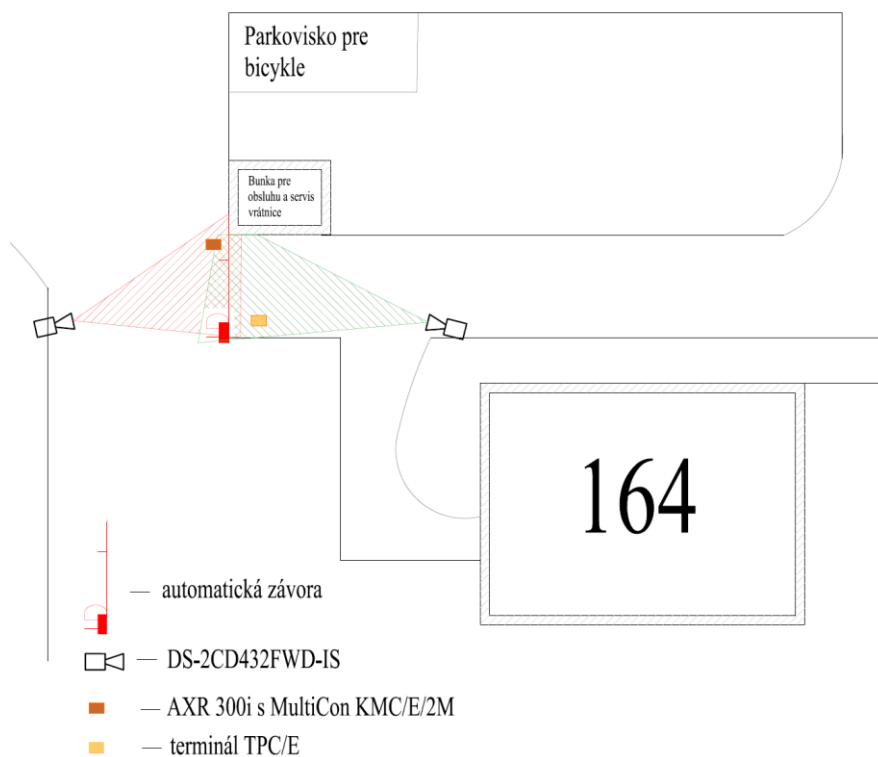 Parkovisko pre
bicykle
Bunka pre
obsluhu a servis
vrátnice
164
— automatická závora
— DS-2CD432FWD-IS
— AXR 300i s MultiCon KMC/E/2M
— terminál TPC/E